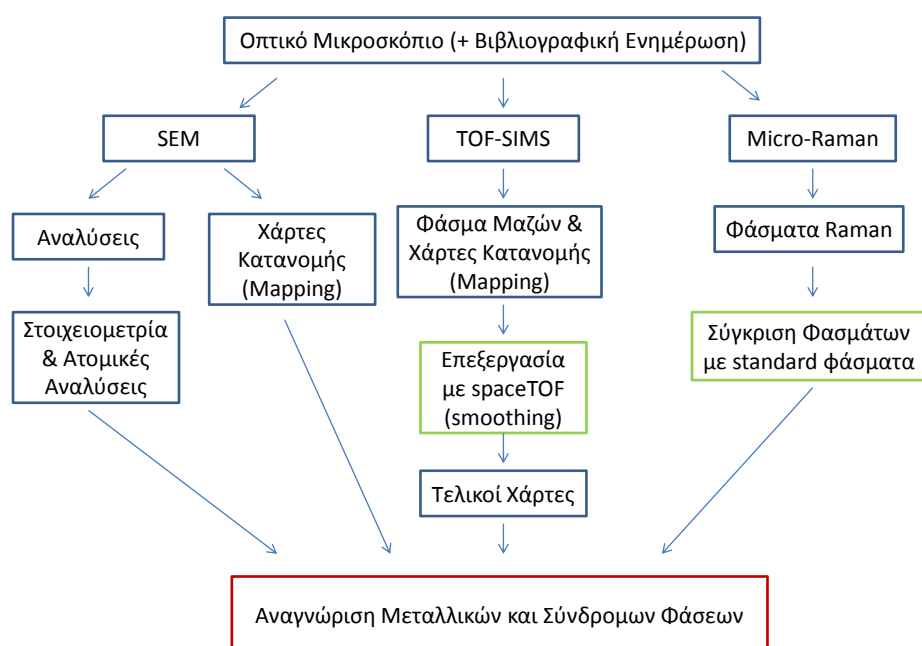 Οπτικό Μικροσκόπιο (+ Βιβλιογραφική Ενημέρωση)
SEM
TOF-SIMS
Micro-Raman
Αναλύσεις
Χάρτες
Κατανομής
(Mapping)
Φάσμα Μαζών &
Χάρτες Κατανομής
(Mapping)
Φάσματα Raman
Στοιχειομετρία
& Ατομικές
Αναλύσεις
Επεξεργασία
με spaceTOF
(smoothing)
Σύγκριση Φασμάτων
με standard φάσματα
Τελικοί Χάρτες
Αναγνώριση Μεταλλικών και Σύνδρομων Φάσεων